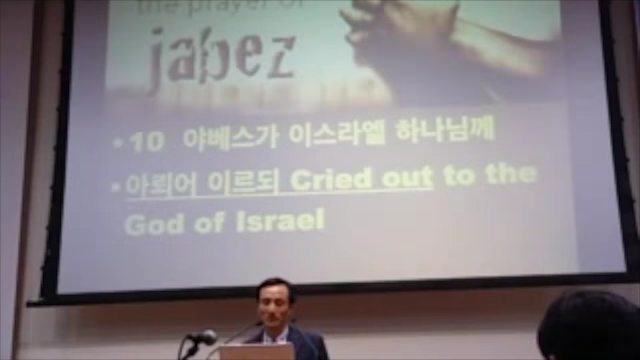 the prayer of
jabez
• 10 야베스가 이스라엘 하나님께
• 아뢰어 이르되 Cried out to the
God of Israel